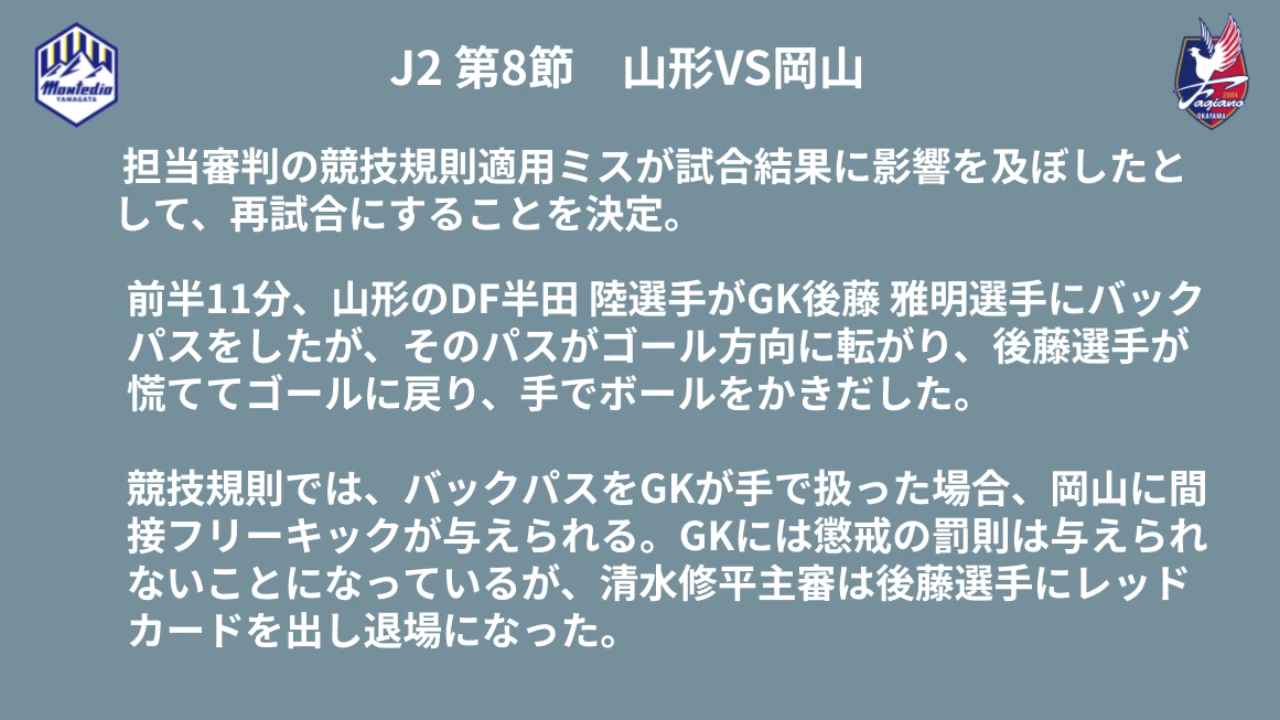 J2 第8節　山形VS岡山
Montedio
YAMAGATA
2004
Fagiano
OKAYAMA
担当審判の競技規則適用ミスが試合結果に影響を及ぼしたと
して、再試合にすることを決定。
前半11分、山形のDF半田 陸選手がGK後藤 雅明選手にバック
パスをしたが、そのパスがゴール方向に転がり、後藤選手が
慌ててゴールに戻り、手でボールをかきだした。
競技規則では、バックパスをGKが手で扱った場合、岡山に間
接フリーキックが与えられる。GKには懲戒の罰則は与えられ
ないことになっているが、清水修平主審は後藤選手にレッド
カードを出し退場になった。